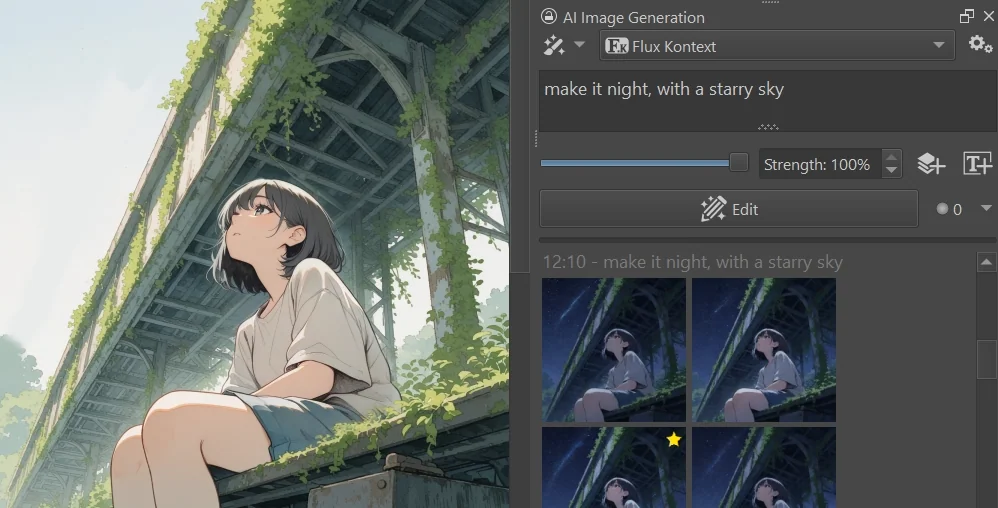 AI Image Generation
FK Flux Kontext
make it night, with a starry sky
Strength: 100%
T+
Edit
0
12:10 - make it night, with a starry sky